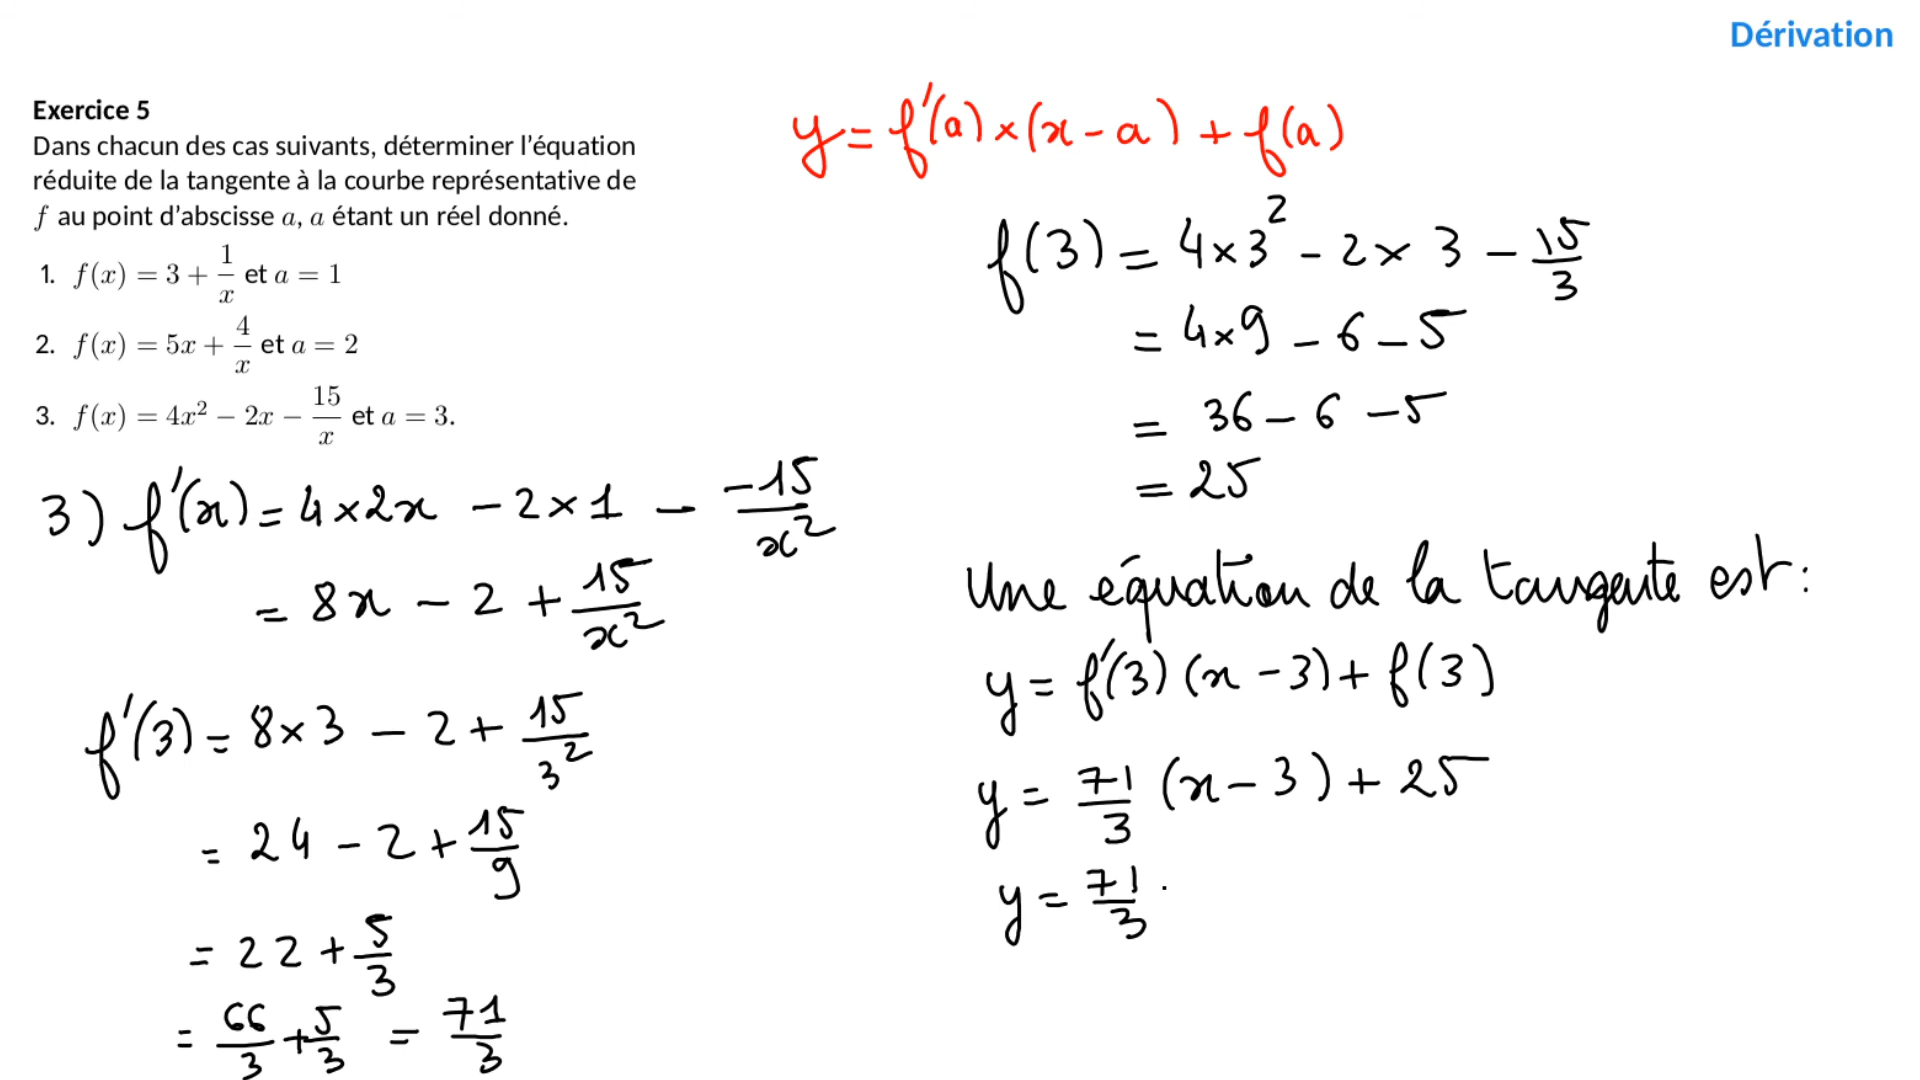 Dérivation
Exercice 5
Dans chacun des cas suivants, déterminer l'équation
réduite de la tangente à la courbe représentative de
f au point d'abscisse a, a étant un réel donné.
1. f(x) = 3 + 1/x et a = 1
2. f(x) = 5x + 4/x et a = 2
3. f(x) = 4x² − 2x − 15/x et a = 3.
3) f'(x) = 4×2x − 2×1 − −15/x²
= 8x − 2 + 15/x²
f'(3) = 8×3 − 2 + 15/3²
= 24 − 2 + 15/9
= 22 + 5/3
= 66/3 + 5/3 = 71/3
y = f'(a)×(x−a) + f(a)
f(3) = 4×3² − 2×3 − 15/3
= 4×9 − 6 − 5
= 36 − 6 − 5
= 25
Une équation de la tangente est :
y = f'(3)(x−3) + f(3)
y = 71/3 (x−3) + 25
y = 71/3